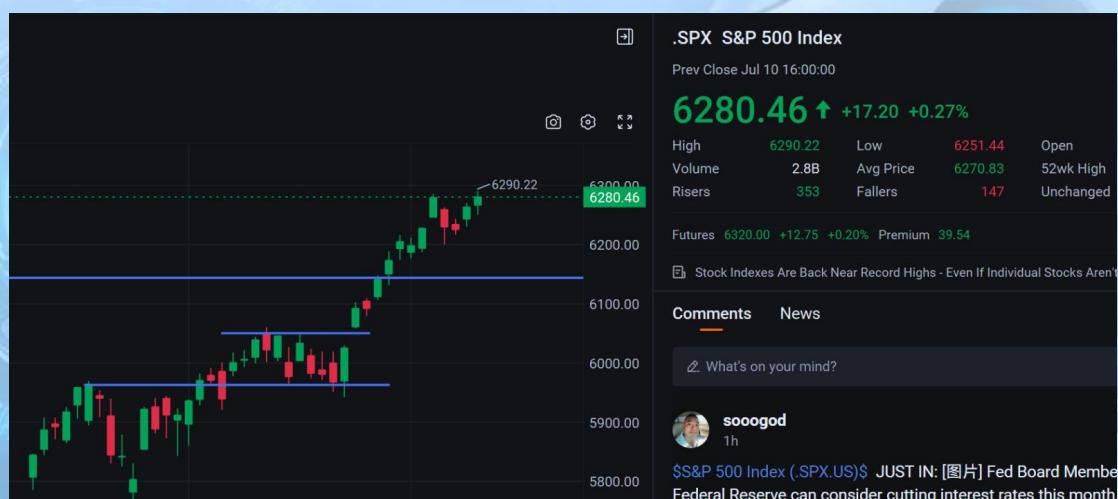 .SPX S&P 500 Index
Prev Close Jul 10 16:00:00
6280.46 +17.20 +0.27%
High 6290.22 Low 6251.44 Open
Volume 2.8B Avg Price 6270.83 52wk High
Risers 353 Fallers 147 Unchanged
Futures 6320.00 +12.75 +0.20% Premium 39.54
Stock Indexes Are Back Near Record Highs - Even If Individual Stocks Aren't
Comments News
What's on your mind?
sooogod
1h
$S&P 500 Index (.SPX.US)$ JUST IN: [图片] Fed Board Membe
Federal Reserve can consider cutting interest rates this month
6290.22
6300.00
6280.46
6200.00
6100.00
6000.00
5900.00
5800.00